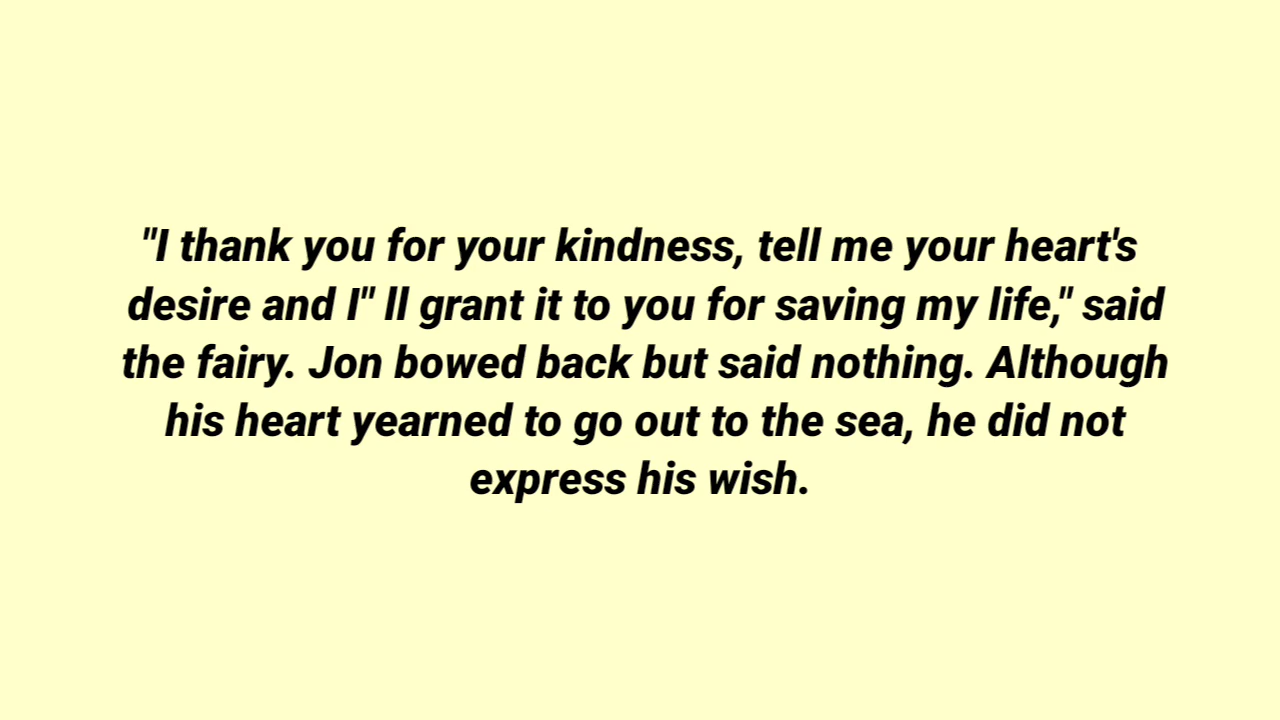 "I thank you for your kindness, tell me your heart's
desire and I" ll grant it to you for saving my life," said
the fairy. Jon bowed back but said nothing. Although
his heart yearned to go out to the sea, he did not
express his wish.